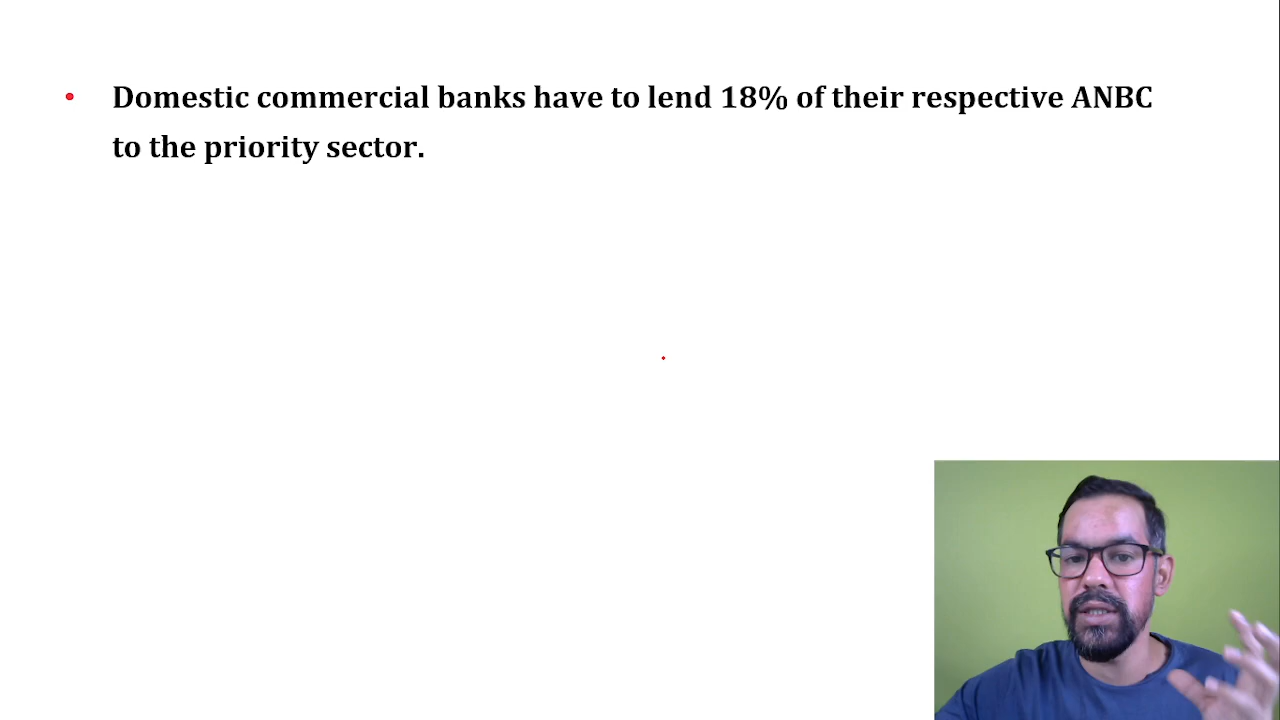 Domestic commercial banks have to lend 18% of their respective ANBC
to the priority sector.